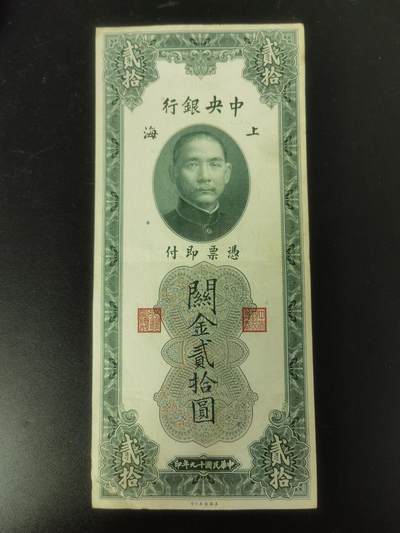 貳拾
貳拾
中央銀行
上海
憑票即付
關金貳拾圓
貳拾
貳拾
中華民國十九年印